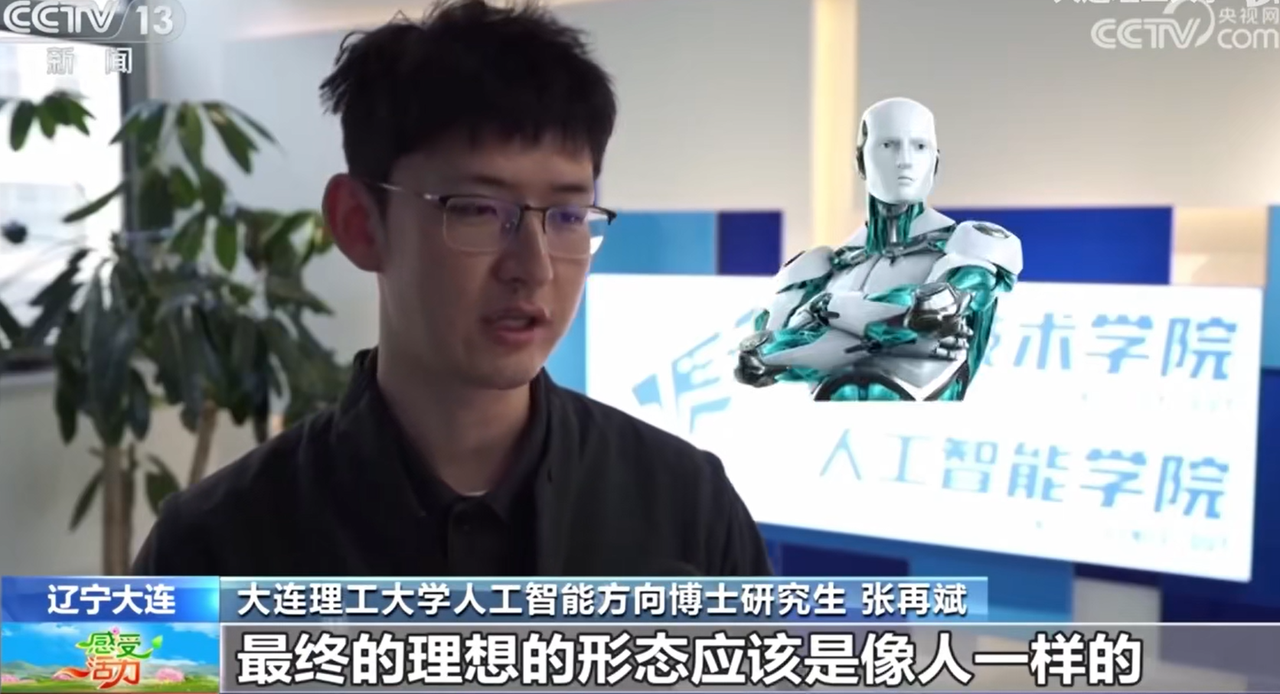 CCTV 13
新闻
央视网
CCTV com
技术学院
人工智能学院
辽宁大连
大连理工大学人工智能方向博士研究生 张再斌
感受
活力
最终的理想的形态应该是像人一样的